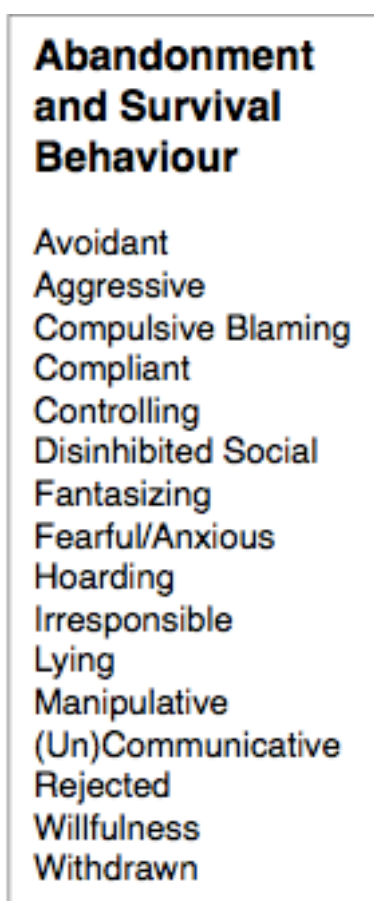 Abandonment
and Survival
Behaviour
Avoidant
Aggressive
Compulsive Blaming
Compliant
Controlling
Disinhibited Social
Fantasizing
Fearful/Anxious
Hoarding
Irresponsible
Lying
Manipulative
(Un)Communicative
Rejected
Willfulness
Withdrawn